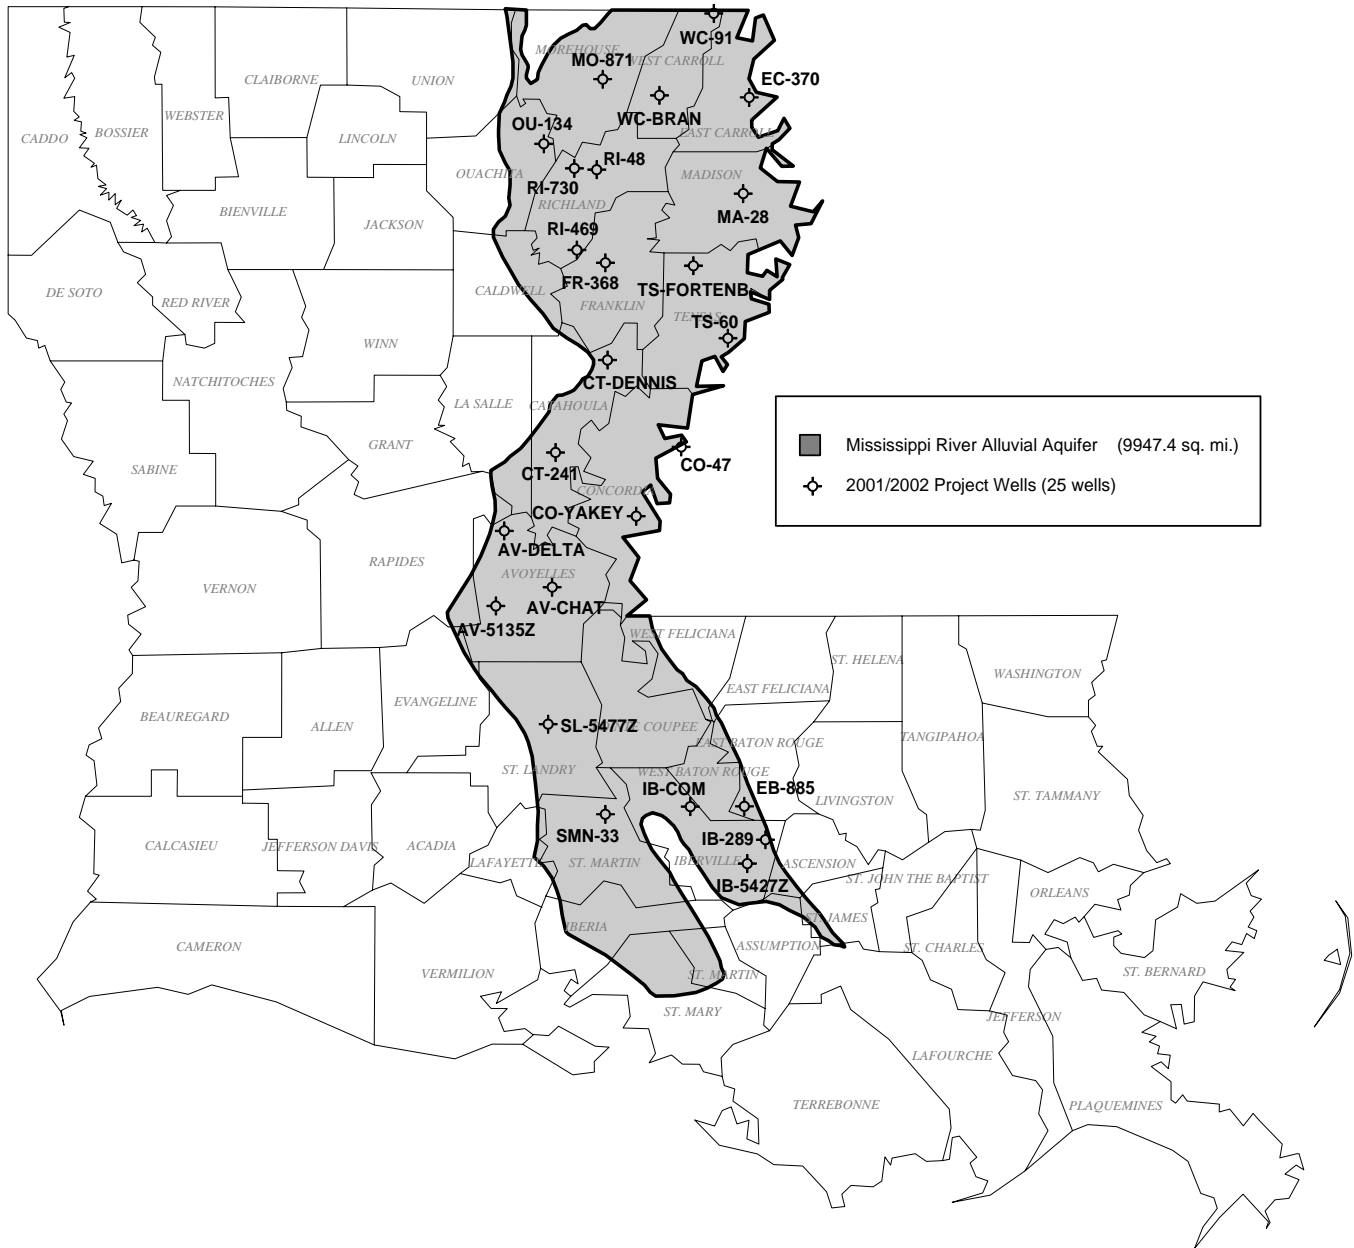 WC-91
MOREHOUSE
MO-871
WEST CARROLL
EC-370
CLAIBORNE
UNION
WEBSTER
WC-BRAN
OU-134
CADDO
BOSSIER
LINCOLN
EAST CARROLL
RI-48
OUACHITA
MADISON
RI-730
RICHLAND
BIENVILLE
JACKSON
MA-28
RI-469
FR-368
TS-FORTENB
DE SOTO
RED RIVER
CALDWELL
FRANKLIN
TENSAS
TS-60
WINN
NATCHITOCHES
CT-DENNIS
LA SALLE
CATAHOULA
GRANT
Mississippi River Alluvial Aquifer (9947.4 sq. mi.)
2001/2002 Project Wells (25 wells)
SABINE
CT-241
CO-47
CONCORDIA
CO-YAKEY
AV-DELTA
RAPIDES
AVOYELLES
VERNON
AV-CHAT
AV-5135Z
WEST FELICIANA
ST. HELENA
WASHINGTON
EAST FELICIANA
EVANGELINE
BEAUREGARD
ALLEN
SL-5477Z
POINTE COUPEE
EAST BATON ROUGE
TANGIPAHOA
ST. LANDRY
WEST BATON ROUGE
IB-COM
EB-885
LIVINGSTON
ST. TAMMANY
SMN-33
IB-289
CALCASIEU
JEFFERSON DAVIS
ACADIA
LAFAYETTE
ST. MARTIN
IBERVILLE
ASCENSION
ST. JOHN THE BAPTIST
IB-5427Z
ORLEANS
ST. JAMES
IBERIA
CAMERON
ASSUMPTION
ST. CHARLES
VERMILION
ST. MARTIN
ST. BERNARD
ST. MARY
JEFFERSON
LAFOURCHE
TERREBONNE
PLAQUEMINES